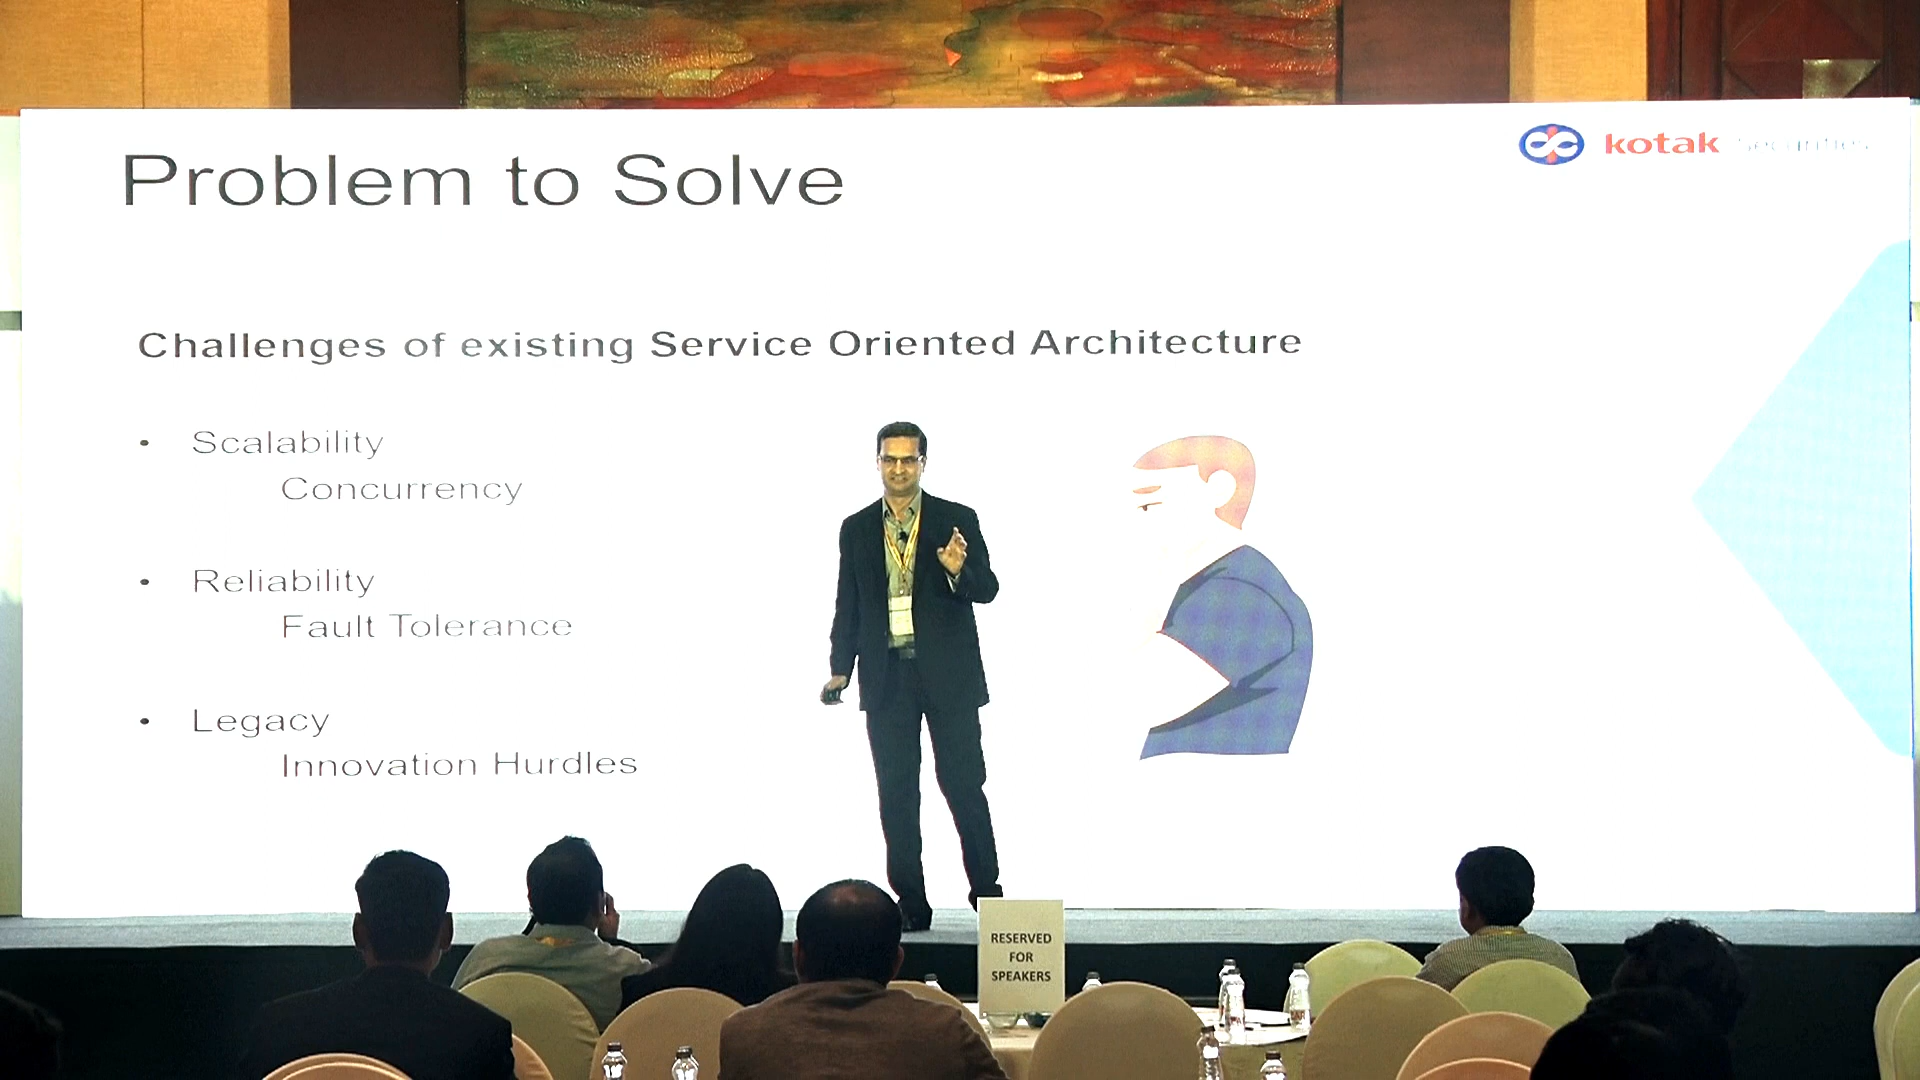 Problem to Solve
kotak Securities
Challenges of existing Service Oriented Architecture
• Scalability
Concurrency
• Reliability
Fault Tolerance
• Legacy
Innovation Hurdles
RESERVED
FOR
SPEAKERS